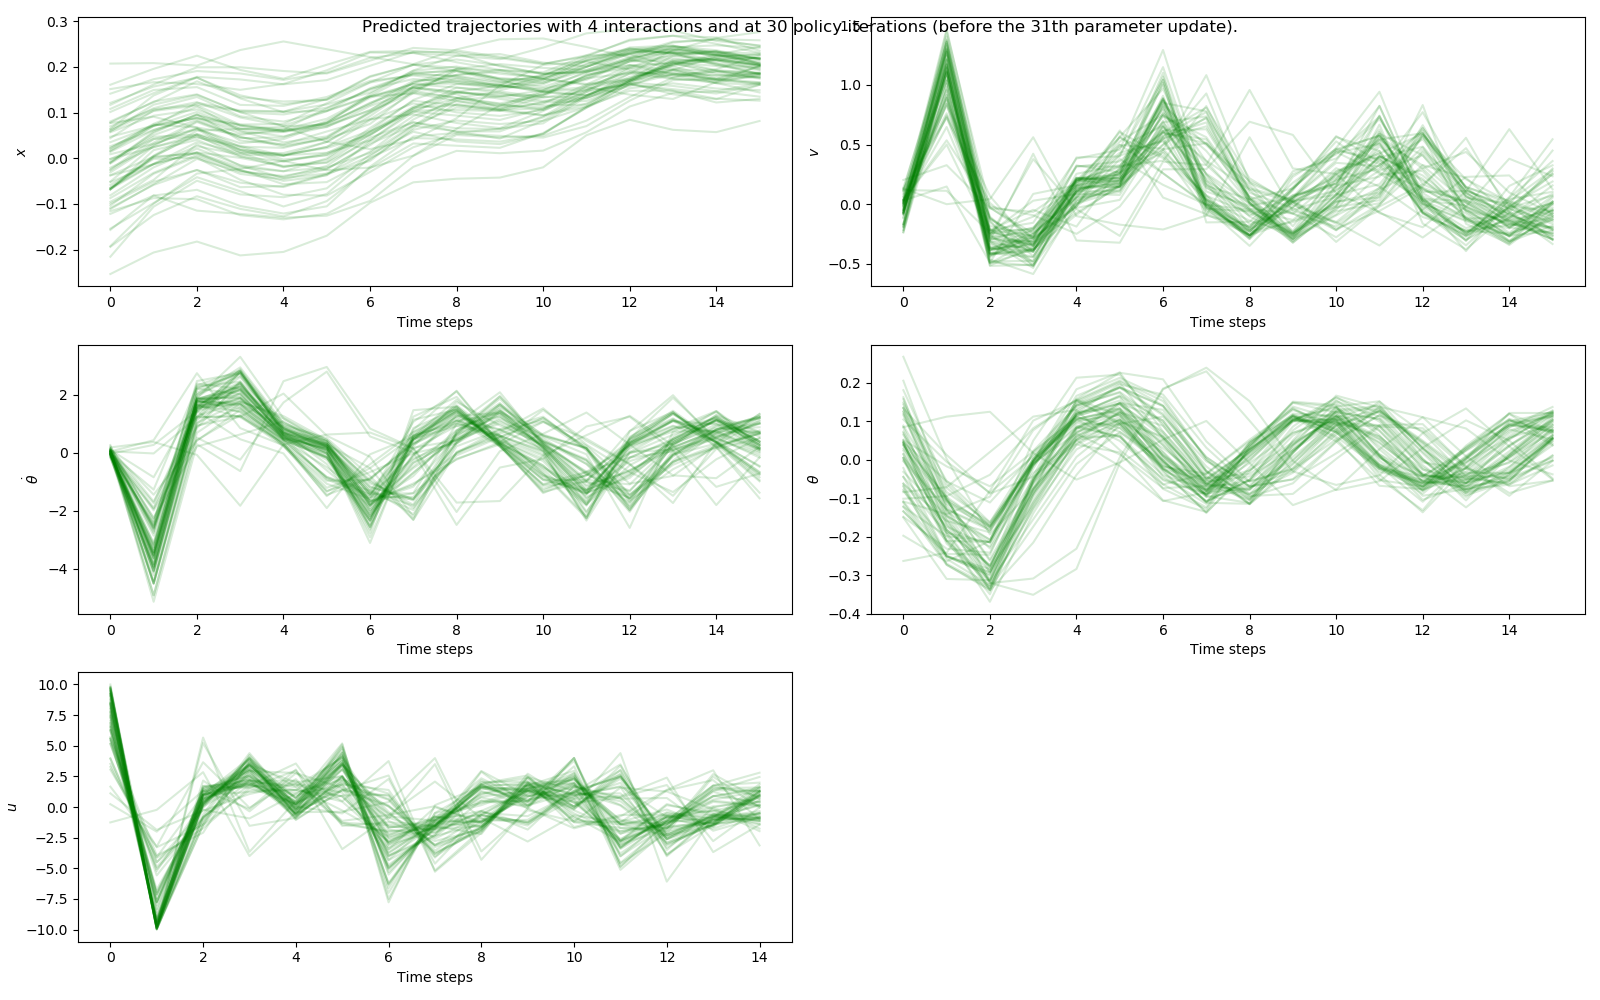 Predicted trajectories with 4 interactions and at 30 policy iterations (before the 31th parameter update).
0.3
0.2
0.1
0.0
−0.1
−0.2
x
0 2 4 6 8 10 12 14
Time steps
1.5
1.0
0.5
0.0
−0.5
v
0 2 4 6 8 10 12 14
Time steps
2
0
−2
−4
θ̇
0 2 4 6 8 10 12 14
Time steps
0.2
0.1
0.0
−0.1
−0.2
−0.3
−0.4
θ
0 2 4 6 8 10 12 14
Time steps
10.0
7.5
5.0
2.5
0.0
−2.5
−5.0
−7.5
−10.0
u
0 2 4 6 8 10 12 14
Time steps